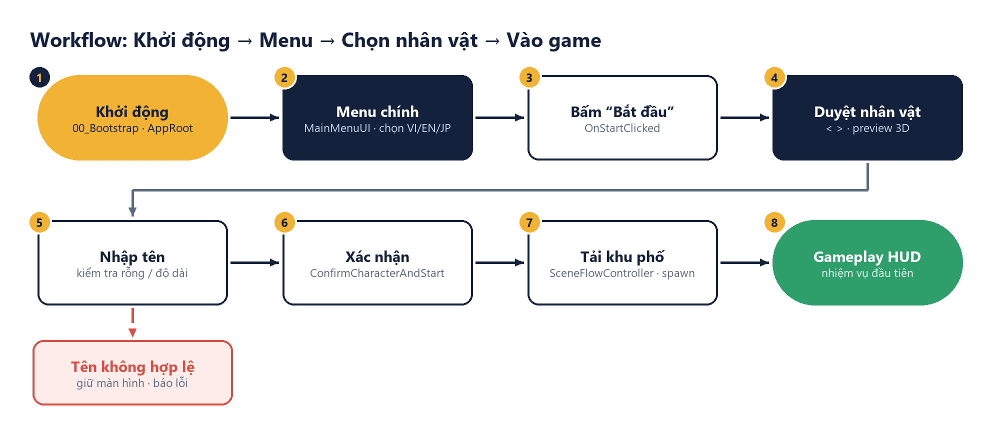 Workflow: Khởi động → Menu → Chọn nhân vật → Vào game
1
Khởi động
00_Bootstrap · AppRoot
2
Menu chính
MainMenuUI · chọn VI/EN/JP
3
Bấm “Bắt đầu”
OnStartClicked
4
Duyệt nhân vật
< > · preview 3D
5
Nhập tên
kiểm tra rỗng / độ dài
6
Xác nhận
ConfirmCharacterAndStart
7
Tải khu phố
SceneFlowController · spawn
8
Gameplay HUD
nhiệm vụ đầu tiên
Tên không hợp lệ
giữ màn hình · báo lỗi